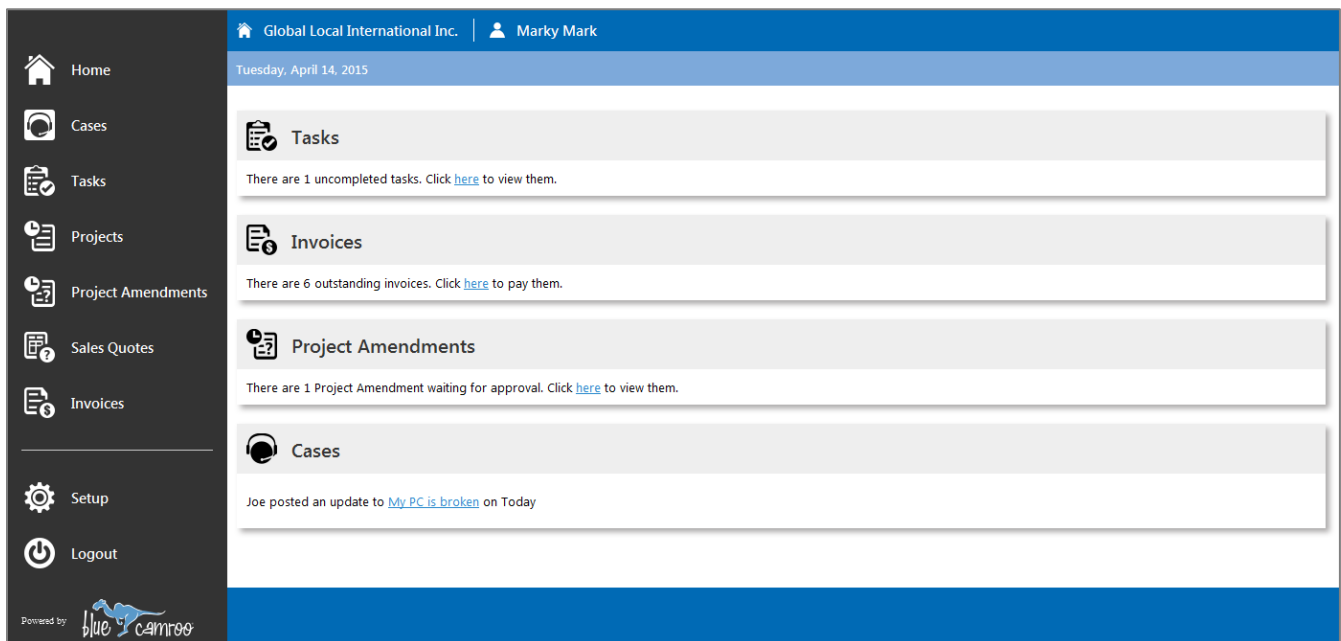 Global Local International Inc.
Marky Mark
Tuesday, April 14, 2015
Home
Cases
Tasks
Projects
Project Amendments
Sales Quotes
Invoices
Setup
Logout
Powered by blue camroo
Tasks
There are 1 uncompleted tasks. Click here to view them.
Invoices
There are 6 outstanding invoices. Click here to pay them.
Project Amendments
There are 1 Project Amendment waiting for approval. Click here to view them.
Cases
Joe posted an update to My PC is broken on Today